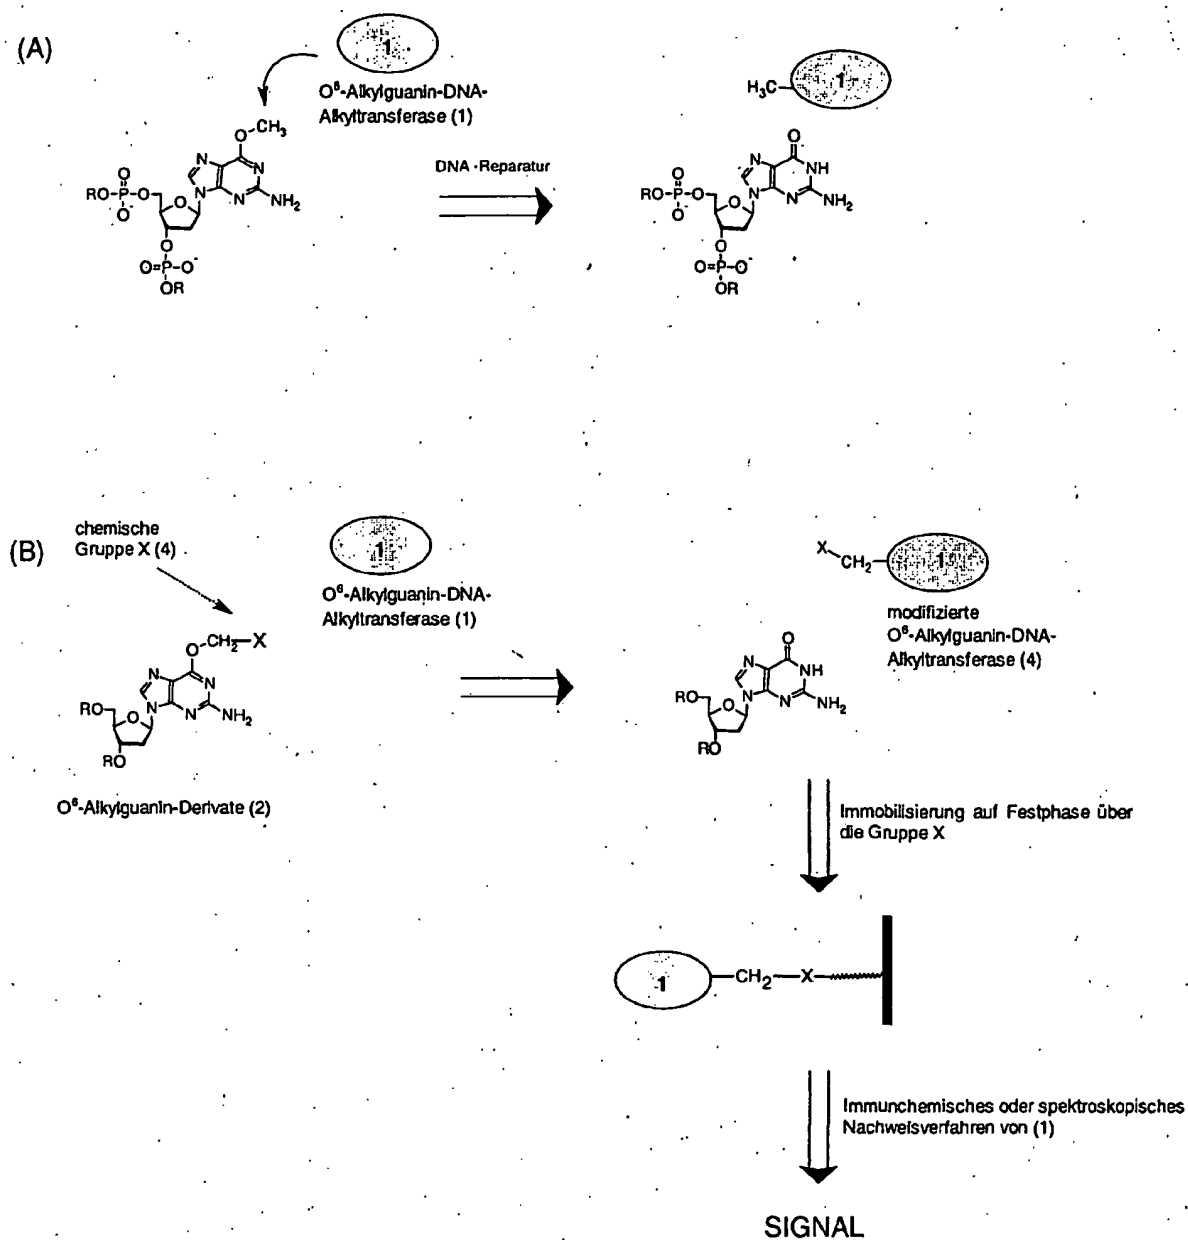 (A)
1
O⁶-Alkylguanin-DNA-
Alkyltransferase (1)
O-CH₃
N
N
N
N
NH₂
O
RO-P-O
O⁻
O
O
O=P-O⁻
OR
DNA-Reparatur
H₃C
1
O
N
NH
N
N
NH₂
O
RO-P-O
O⁻
O
O
O=P-O⁻
OR
(B)
chemische
Gruppe X (4)
1
O⁶-Alkylguanin-DNA-
Alkyltransferase (1)
O-CH₂-X
N
N
N
N
NH₂
RO
O
RO
O⁶-Alkylguanin-Derivate (2)
X
CH₂
1
modifizierte
O⁶-Alkylguanin-DNA-
Alkyltransferase (4)
O
N
NH
N
N
NH₂
RO
O
RO
Immobilisierung auf Festphase über
die Gruppe X
1
CH₂-X
Immunchemisches oder spektroskopisches
Nachweisverfahren von (1)
SIGNAL